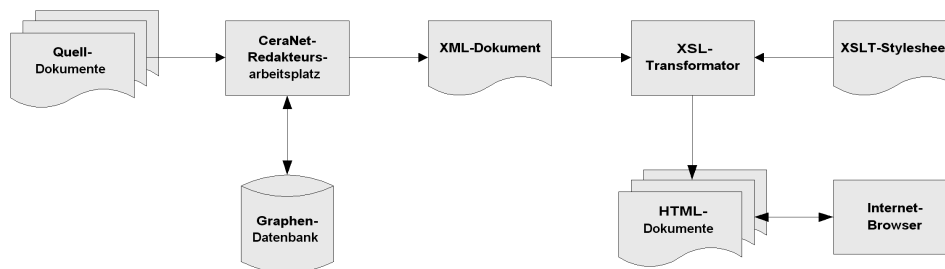 Quell-
Dokumente
CeraNet-
Redakteurs-
arbeitsplatz
XML-Dokument
XSL-
Transformator
XSLT-Styleshee
Graphen-
Datenbank
HTML-
Dokumente
Internet-
Browser